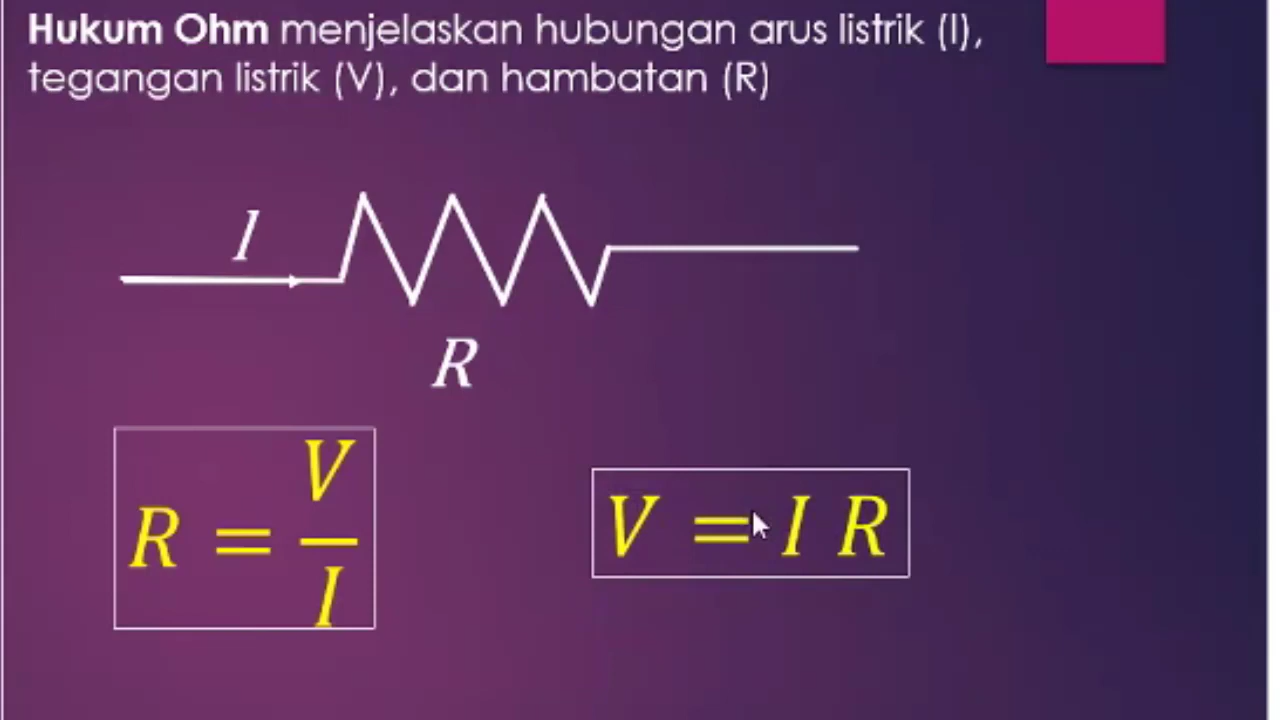 Hukum Ohm menjelaskan hubungan arus listrik (I),
tegangan listrik (V), dan hambatan (R)
I
R
R = V/I
V = I R